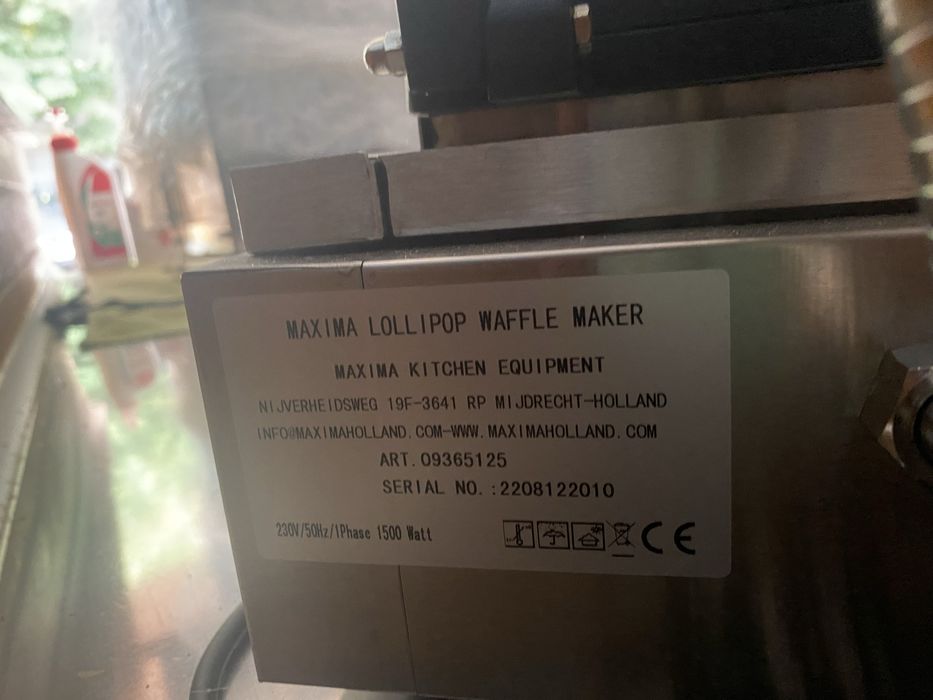 MAXIMA LOLLIPOP WAFFLE MAKER
MAXIMA KITCHEN EQUIPMENT
NIJVERHEIDSWEG 19F-3641 RP MIJDRECHT-HOLLAND
INFO@MAXIMAHOLLAND.COM-WWW.MAXIMAHOLLAND.COM
ART.09365125
SERIAL NO.:2208122010
230V/50Hz/1Phase 1500 Watt CE